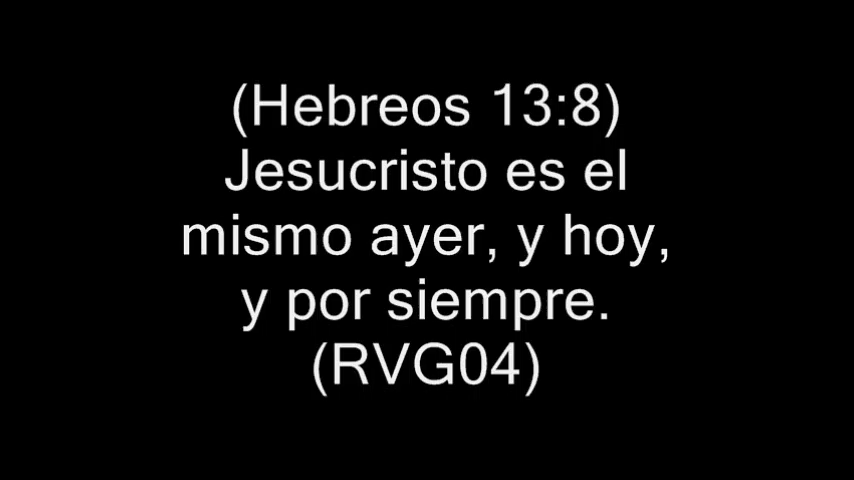 (Hebreos 13:8)
Jesucristo es el
mismo ayer, y hoy,
y por siempre.
(RVG04)